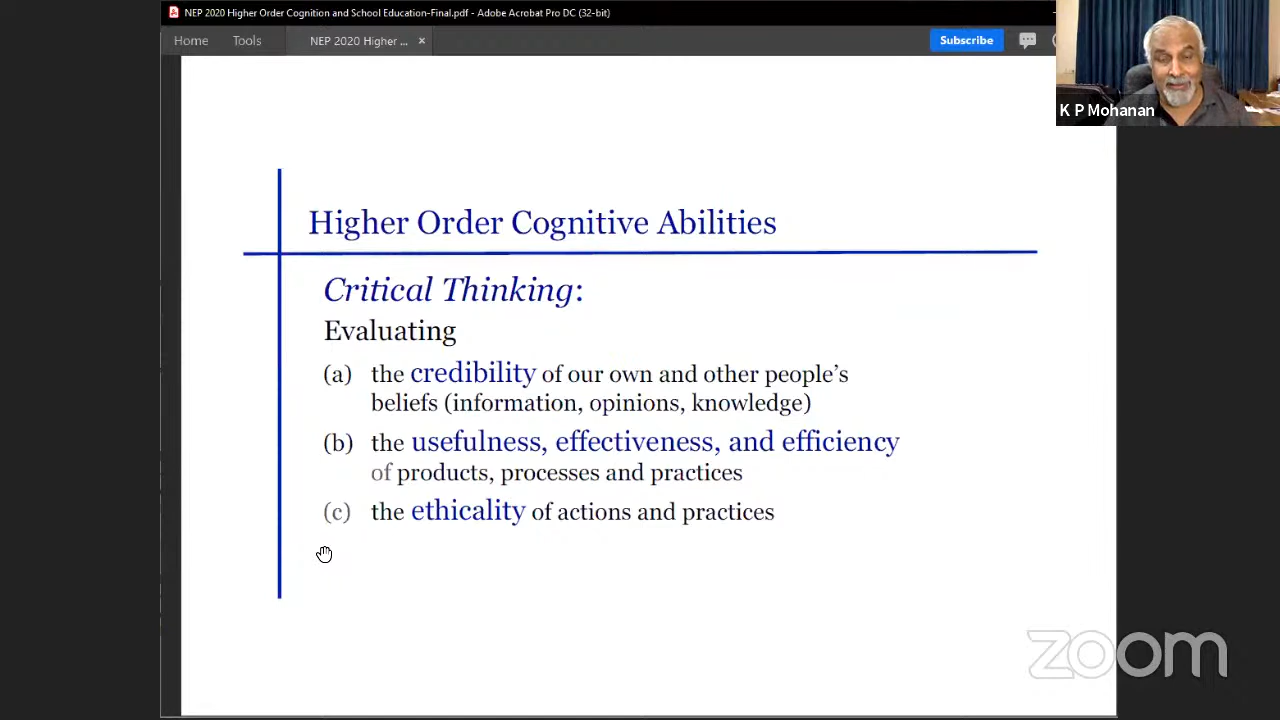 NEP 2020 Higher Order Cognition and School Education-Final.pdf - Adobe Acrobat Pro DC (32-bit)
Home Tools NEP 2020 Higher ... × Subscribe
K P Mohanan
Higher Order Cognitive Abilities
Critical Thinking:
Evaluating
(a) the credibility of our own and other people's
beliefs (information, opinions, knowledge)
(b) the usefulness, effectiveness, and efficiency
of products, processes and practices
(c) the ethicality of actions and practices
zoom